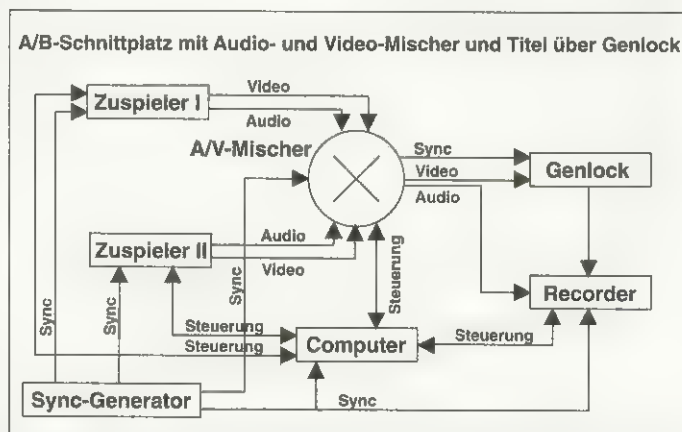 A/B-Schnittplatz mit Audio- und Video-Mischer und Titel über Genlock
Video
Zuspieler I
Audio
A/V-Mischer
Sync
Video
Genlock
Audio
Audio
Zuspieler II
Video
Sync
Steuerung
Recorder
Sync
Sync
Steuerung
Steuerung
Steuerung
Computer
Sync-Generator
Sync